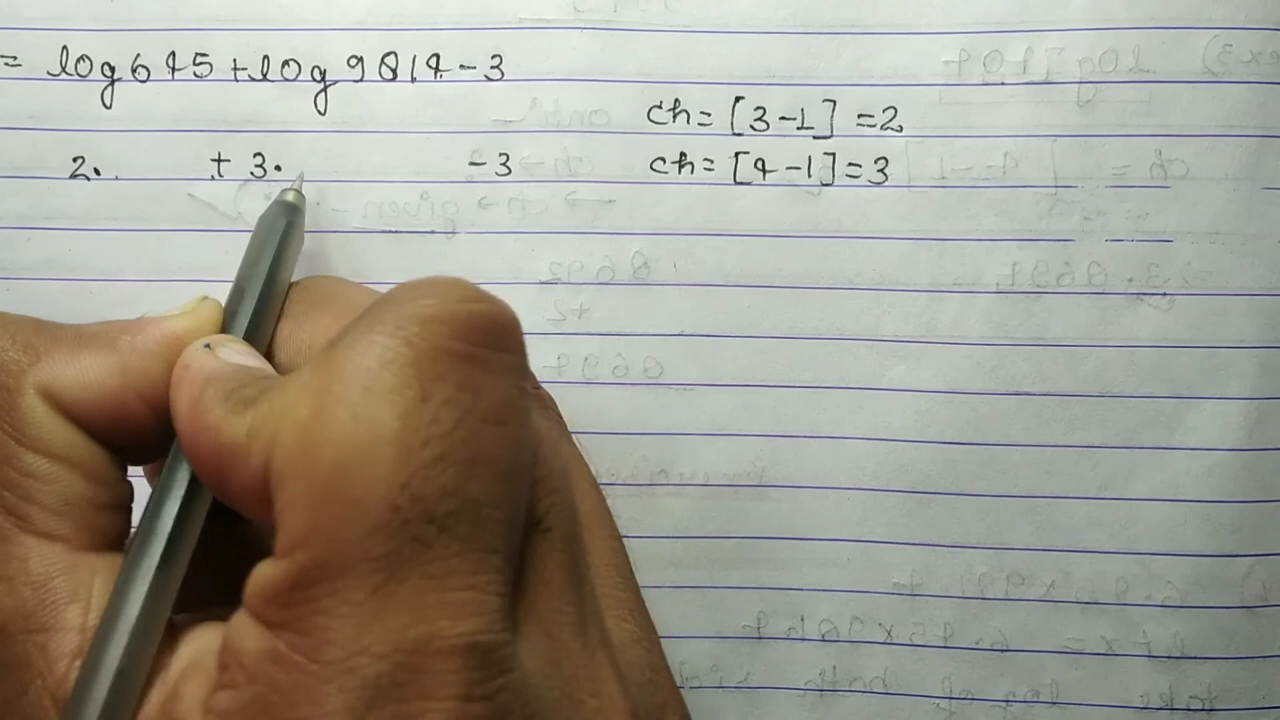 = log 645 + log 9814 - 3
ch = [3-1] = 2
2. + 3. - 3
ch = [4-1] = 3